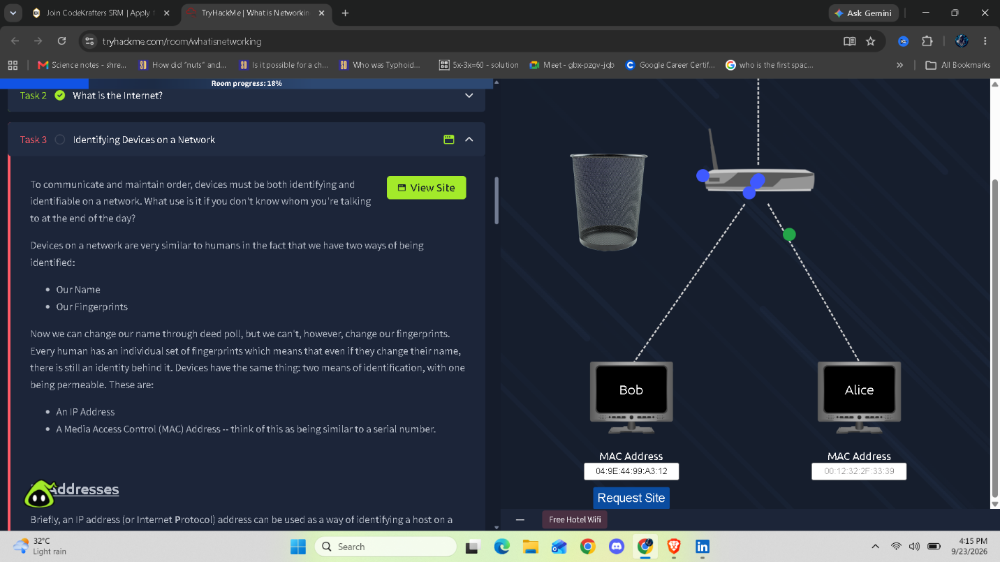 Join CodeKrafters SRM | Apply
TryHackMe | What is Networkin
Ask Gemini
tryhackme.com/room/whatisnetworking
Science notes - shre...
How did "nuts" and...
Is it possible for a ch...
Who was Typhoid...
5x-3x=60 - solution
Meet - gbx-pzgv-jqb
Google Career Certif...
who is the first spac...
All Bookmarks
Room progress: 18%
Task 2 What is the Internet?
Task 3 Identifying Devices on a Network
To communicate and maintain order, devices must be both identifying and
identifiable on a network. What use is it if you don't know whom you're talking
to at the end of the day?
View Site
Devices on a network are very similar to humans in the fact that we have two ways of being
identified:
• Our Name
• Our Fingerprints
Now we can change our name through deed poll, but we can't, however, change our fingerprints.
Every human has an individual set of fingerprints which means that even if they change their name,
there is still an identity behind it. Devices have the same thing: two means of identification, with one
being permeable. These are:
• An IP Address
• A Media Access Control (MAC) Address -- think of this as being similar to a serial number.
Addresses
Briefly, an IP address (or Internet Protocol) address can be used as a way of identifying a host on a
Bob
Alice
MAC Address
04:9E:44:99:A3:12
Request Site
MAC Address
00:12:32:2F:33:39
Free Hotel Wifi
32°C
Light rain
Search
4:15 PM
9/23/2026